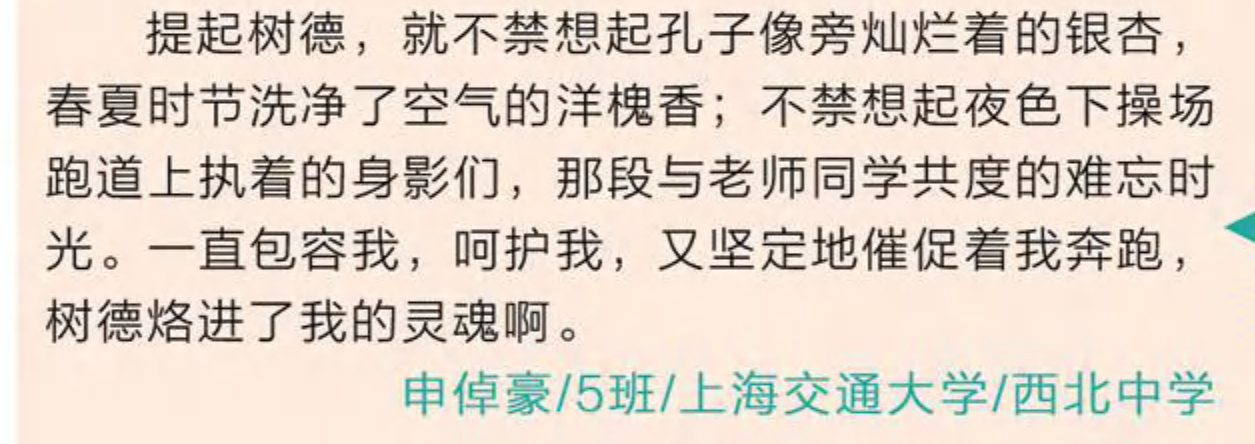 提起树德，就不禁想起孔子像旁灿烂着的银杏，
春夏时节洗净了空气的洋槐香；不禁想起夜色下操场
跑道上执着的身影们，那段与老师同学共度的难忘时
光。一直包容我，呵护我，又坚定地催促着我奔跑，
树德烙进了我的灵魂啊。
申倬豪/5班/上海交通大学/西北中学